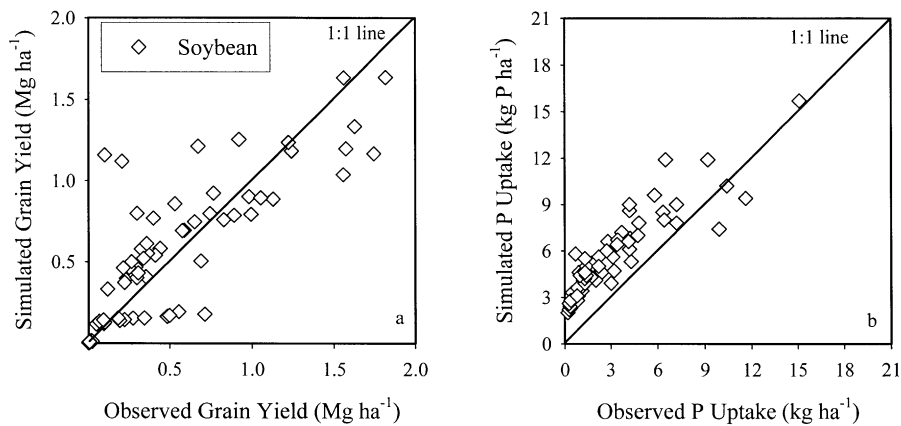 Soybean
1:1 line
2.0
1.5
1.0
0.5
0.5
1.0
1.5
2.0
a
Simulated Grain Yield (Mg ha⁻¹)
Observed Grain Yield (Mg ha⁻¹)
1:1 line
21
18
15
12
9
6
3
0
0
3
6
9
12
15
18
21
b
Simulated P Uptake (kg P ha⁻¹)
Observed P Uptake (kg ha⁻¹)